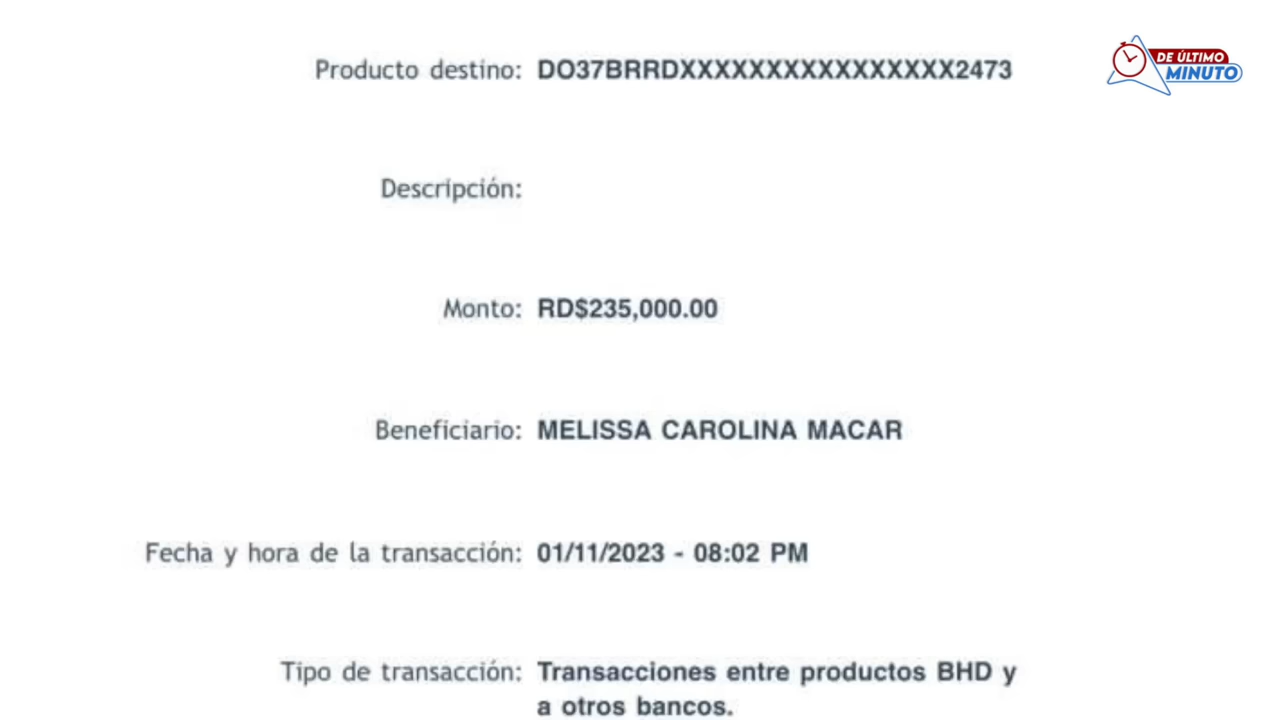 Producto destino: DO37BRRDXXXXXXXXXXXXXXXX2473
DE ÚLTIMO
MINUTO
Descripción:
Monto: RD$235,000.00
Beneficiario: MELISSA CAROLINA MACAR
Fecha y hora de la transacción: 01/11/2023 - 08:02 PM
Tipo de transacción: Transacciones entre productos BHD y
a otros bancos.